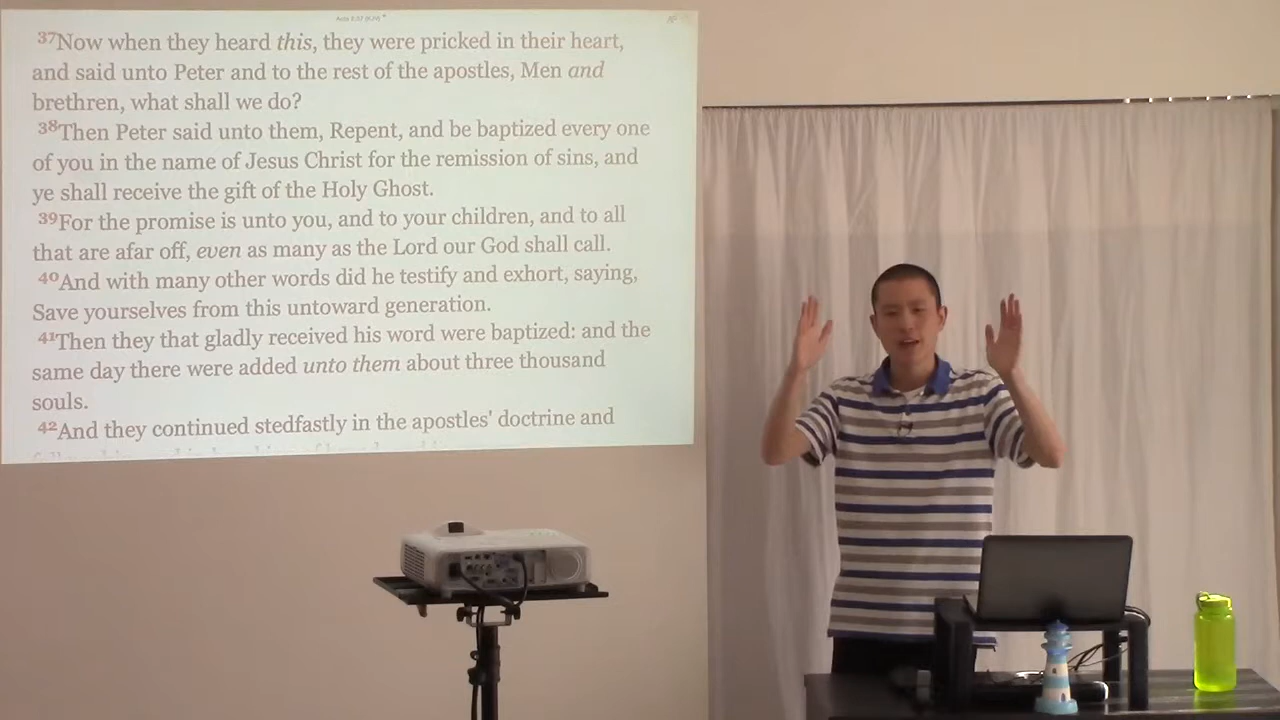 Acts 2:37 (KJV)
37Now when they heard this, they were pricked in their heart,
and said unto Peter and to the rest of the apostles, Men and
brethren, what shall we do?
38Then Peter said unto them, Repent, and be baptized every one
of you in the name of Jesus Christ for the remission of sins, and
ye shall receive the gift of the Holy Ghost.
39For the promise is unto you, and to your children, and to all
that are afar off, even as many as the Lord our God shall call.
40And with many other words did he testify and exhort, saying,
Save yourselves from this untoward generation.
41Then they that gladly received his word were baptized: and the
same day there were added unto them about three thousand
souls.
42And they continued stedfastly in the apostles' doctrine and